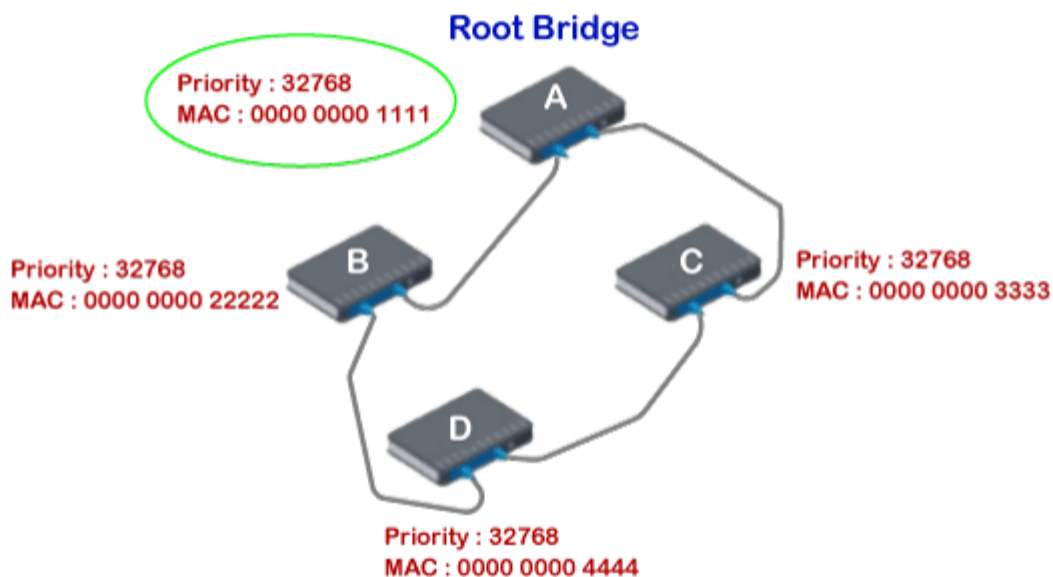 Root Bridge
Priority : 32768
MAC : 0000 0000 1111
A
B
C
Priority : 32768
MAC : 0000 0000 22222
Priority : 32768
MAC : 0000 0000 3333
D
Priority : 32768
MAC : 0000 0000 4444